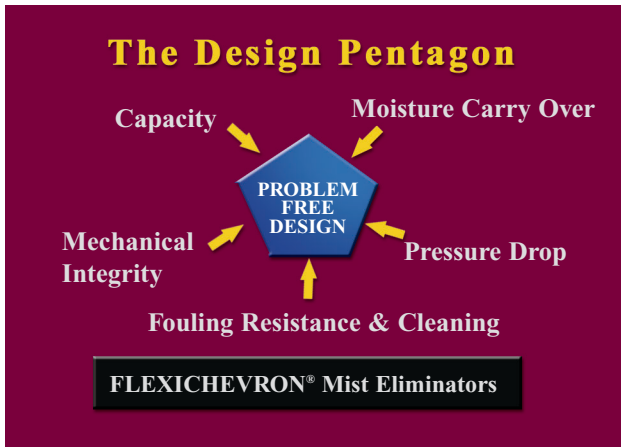 The Design Pentagon
Capacity
Moisture Carry Over
PROBLEM
FREE
DESIGN
Mechanical
Integrity
Pressure Drop
Fouling Resistance & Cleaning
FLEXICHEVRON® Mist Eliminators